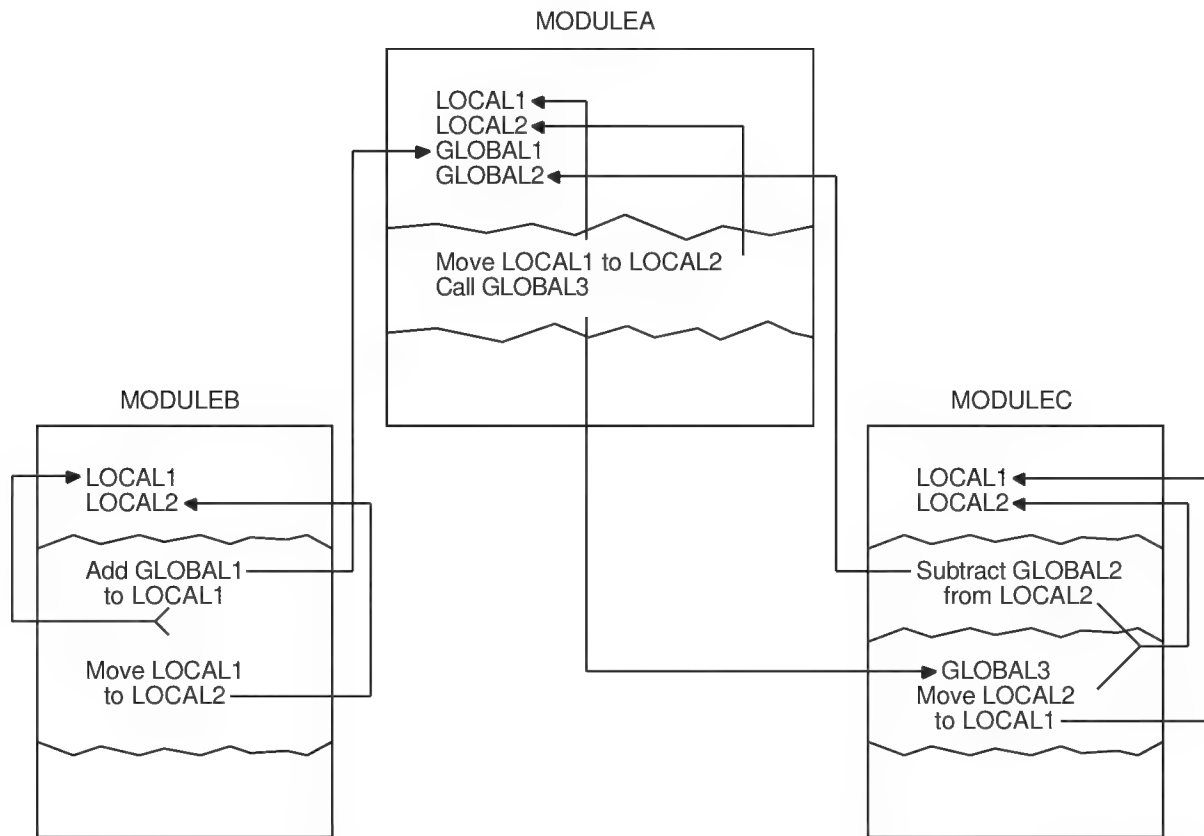 MODULEA
LOCAL1
LOCAL2
GLOBAL1
GLOBAL2
Move LOCAL1 to LOCAL2
Call GLOBAL3
MODULEB
LOCAL1
LOCAL2
Add GLOBAL1
to LOCAL1
Move LOCAL1
to LOCAL2
MODULEC
LOCAL1
LOCAL2
Subtract GLOBAL2
from LOCAL2
GLOBAL3
Move LOCAL2
to LOCAL1